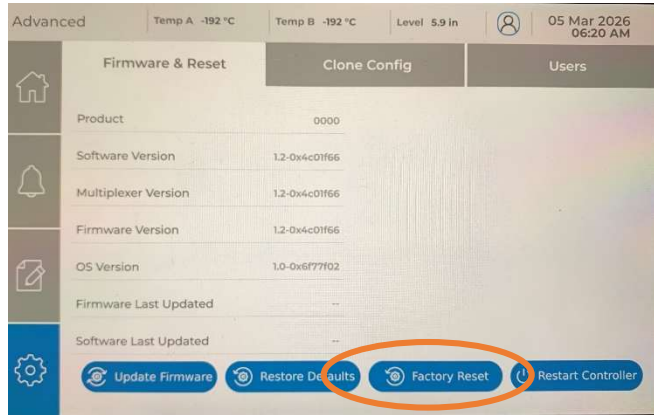 Advanced
Temp A -192 °C
Temp B -192 °C
Level 5.9 in
05 Mar 2026
06:20 AM
Firmware & Reset
Clone Config
Users
Product 0000
Software Version 1.2-0x4c01f66
Multiplexer Version 1.2-0x4c01f66
Firmware Version 1.2-0x4c01f66
OS Version 1.0-0x6f77f02
Firmware Last Updated --
Software Last Updated --
Update Firmware
Restore Defaults
Factory Reset
Restart Controller